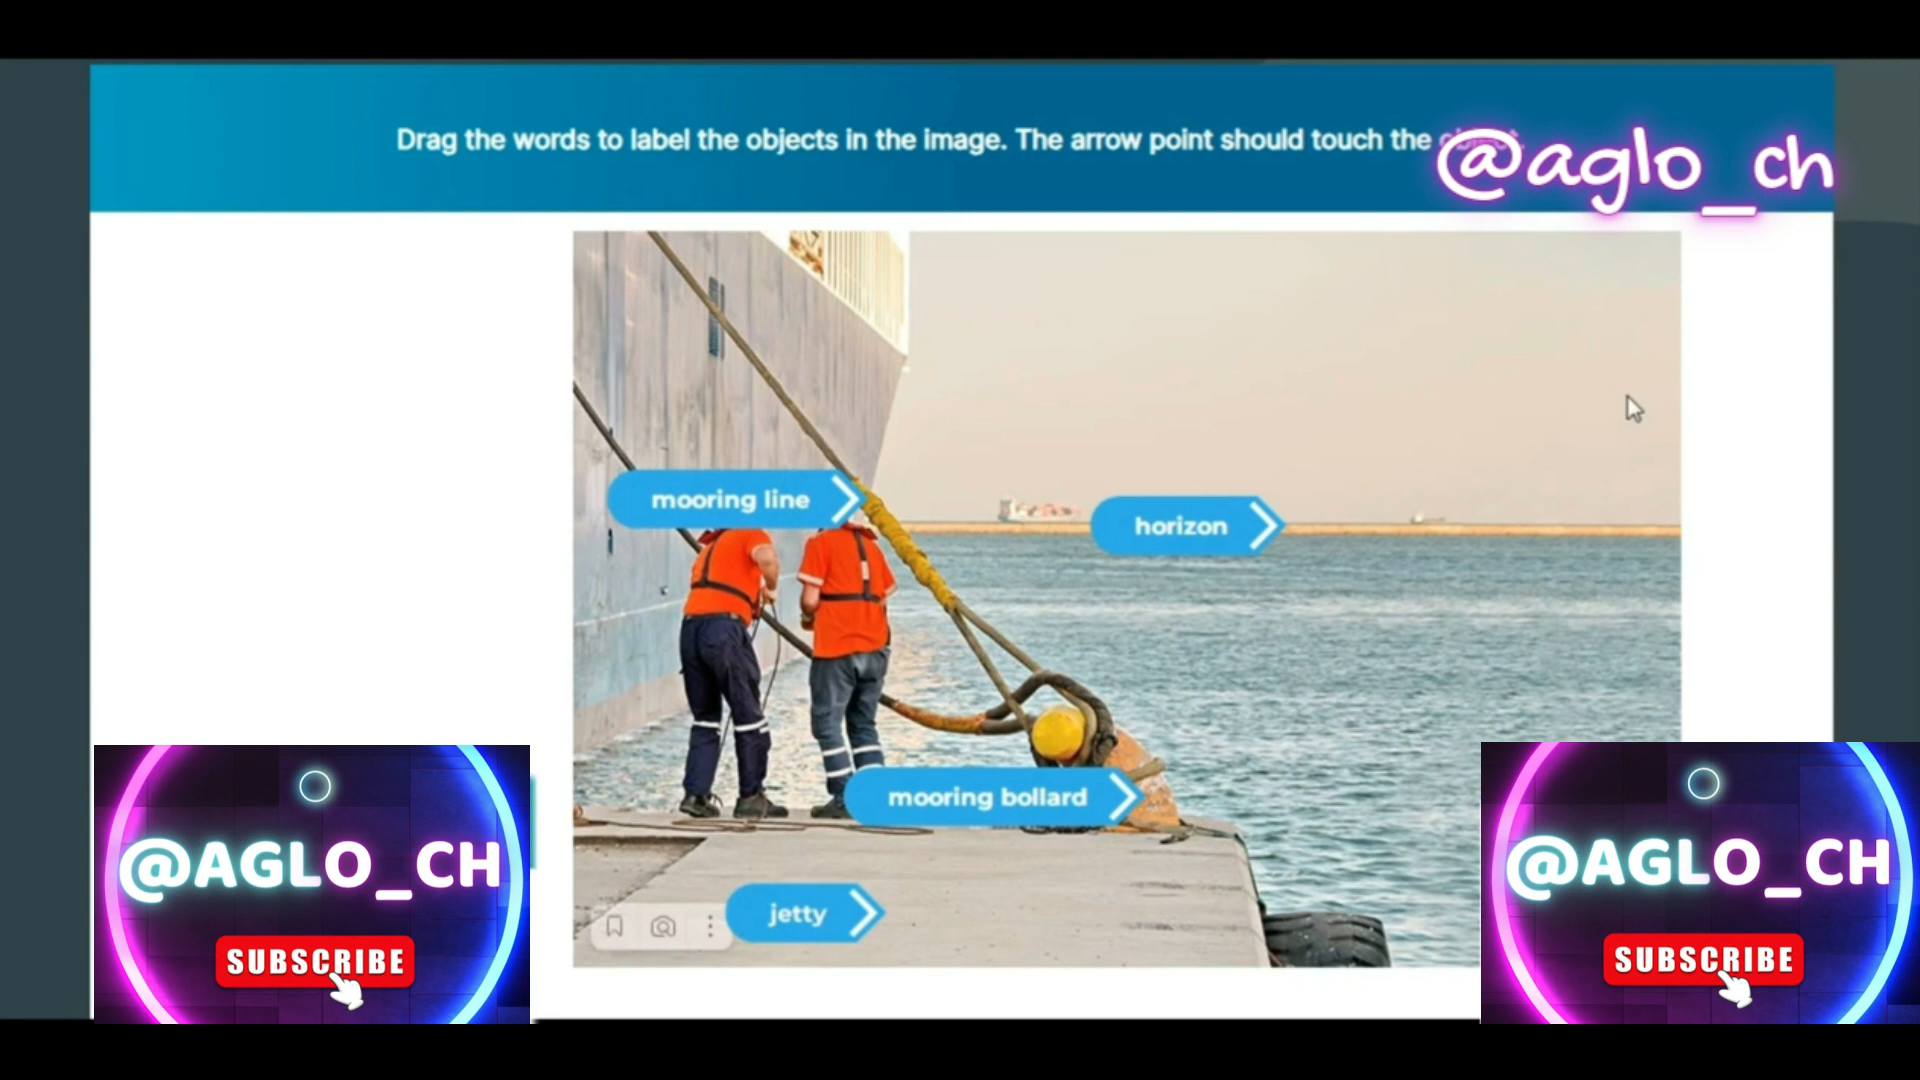 Drag the words to label the objects in the image. The arrow point should touch the
@aglo_ch
mooring line
horizon
mooring bollard
jetty
@AGLO_CH
SUBSCRIBE
@AGLO_CH
SUBSCRIBE